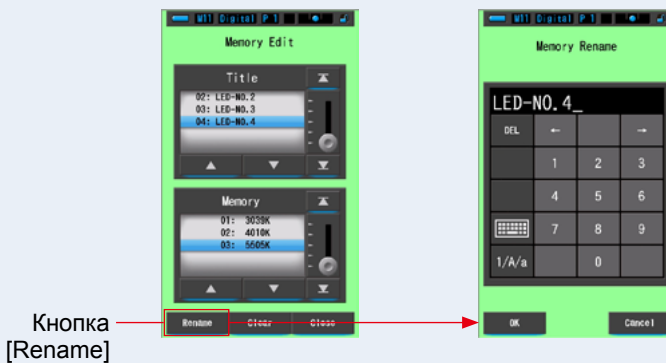 M11 Digital P 1
Memory Edit
Title
02: LED-NO.2
03: LED-NO.3
04: LED-NO.4
Memory
01: 3039K
02: 4010K
03: 5505K
Rename Clear Close
Кнопка
[Rename]
M11 Digital P 1
Memory Rename
LED-NO.4_
DEL ← →
1 2 3
4 5 6
7 8 9
1/A/a 0
OK Cancel